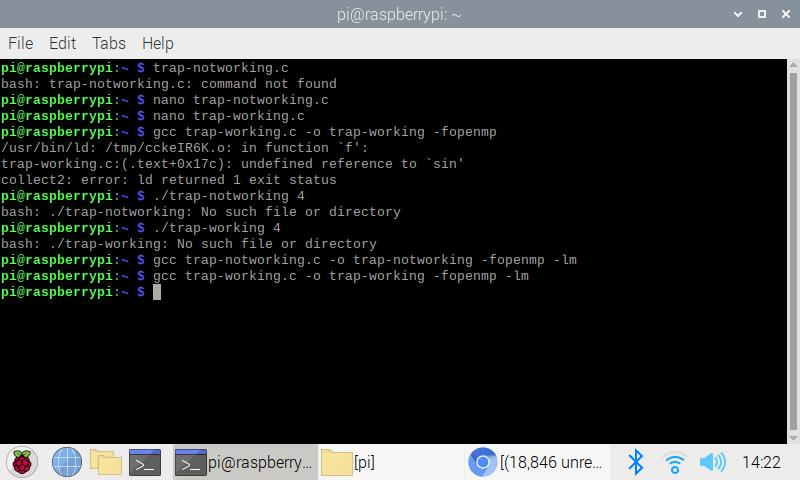 pi@raspberrypi: ~
File Edit Tabs Help
pi@raspberrypi:~ $ trap-notworking.c
bash: trap-notworking.c: command not found
pi@raspberrypi:~ $ nano trap-notworking.c
pi@raspberrypi:~ $ nano trap-working.c
pi@raspberrypi:~ $ gcc trap-working.c -o trap-working -fopenmp
/usr/bin/ld: /tmp/cckeIR6K.o: in function `f':
trap-working.c:(.text+0x17c): undefined reference to `sin'
collect2: error: ld returned 1 exit status
pi@raspberrypi:~ $ ./trap-notworking 4
bash: ./trap-notworking: No such file or directory
pi@raspberrypi:~ $ ./trap-working 4
bash: ./trap-working: No such file or directory
pi@raspberrypi:~ $ gcc trap-notworking.c -o trap-notworking -fopenmp -lm
pi@raspberrypi:~ $ gcc trap-working.c -o trap-working -fopenmp -lm
pi@raspberrypi:~ $
>_ >_ pi@raspberry... [pi] [(18,846 unre... 14:22